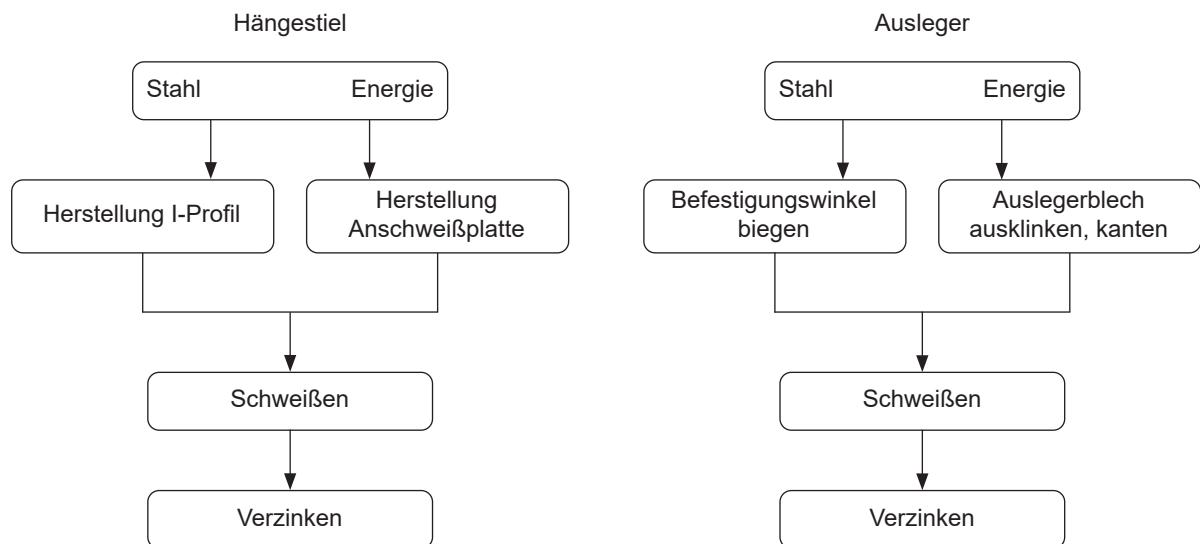 Hängestiel
Stahl Energie
Herstellung I-Profil
Herstellung
Anschweißplatte
Schweißen
Verzinken
Ausleger
Stahl Energie
Befestigungswinkel
biegen
Auslegerblech
ausklinken, kanten
Schweißen
Verzinken